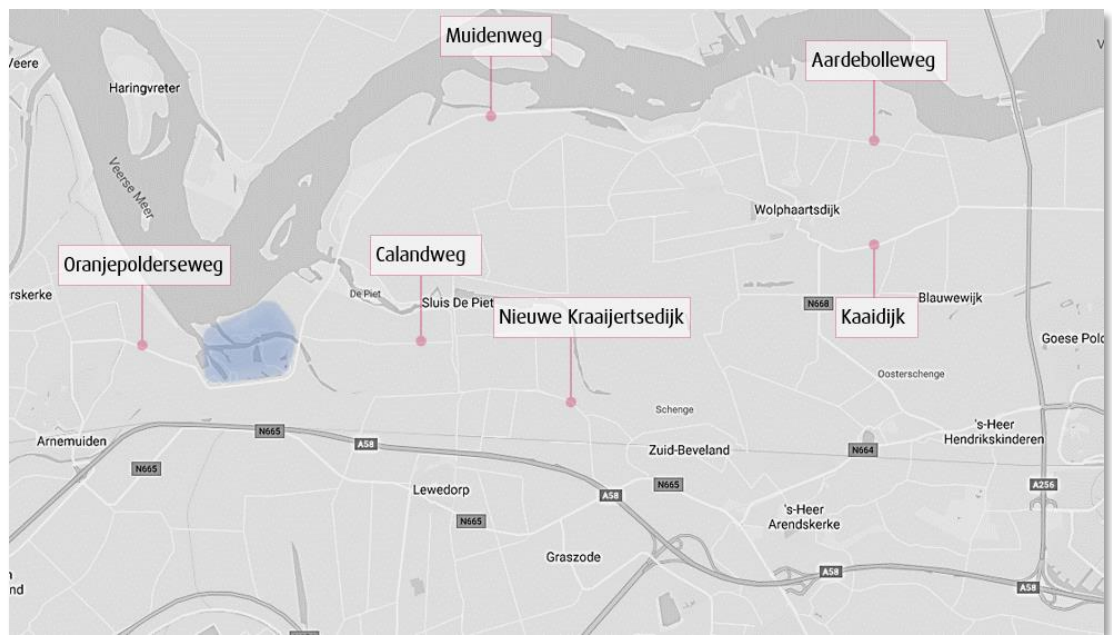 Muidenweg
Aardebolleweg
/eere
Haringvreter
Veerse Meer
Wolphaartsdijk
Oranjepolderseweg
Calandweg
De Piet
Sluis De Piet
erskerke
Nieuwe Kraaijertsedijk
N668
Blauwewijk
Kaaidijk
Goese Pold
Oosterschenge
Schenge
's-Heer
Hendrikskinderen
Arnemuiden
N665
A58
N665
Zuid-Beveland
N664
Lewedorp
A58
N665
A256
N665
's-Heer
Arendskerke
Graszode
A58
A58
nd